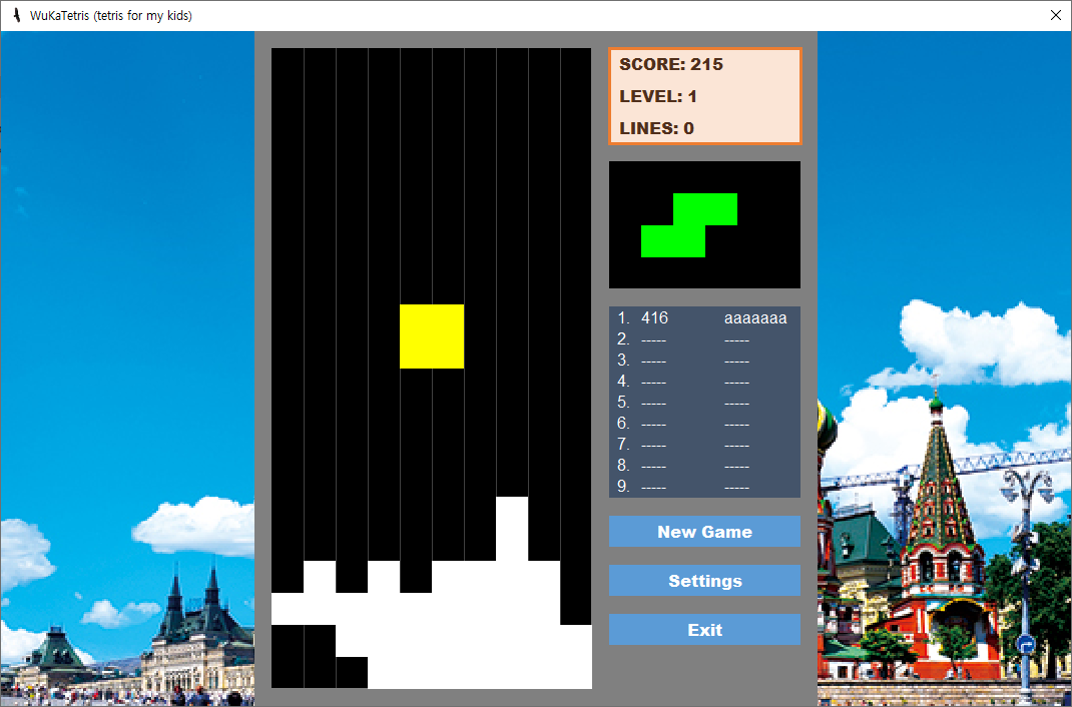 WuKaTetris (tetris for my kids)
SCORE: 215
LEVEL: 1
LINES: 0
1. 416 aaaaaaa
2. ----- -----
3. ----- -----
4. ----- -----
5. ----- -----
6. ----- -----
7. ----- -----
8. ----- -----
9. ----- -----
New Game
Settings
Exit